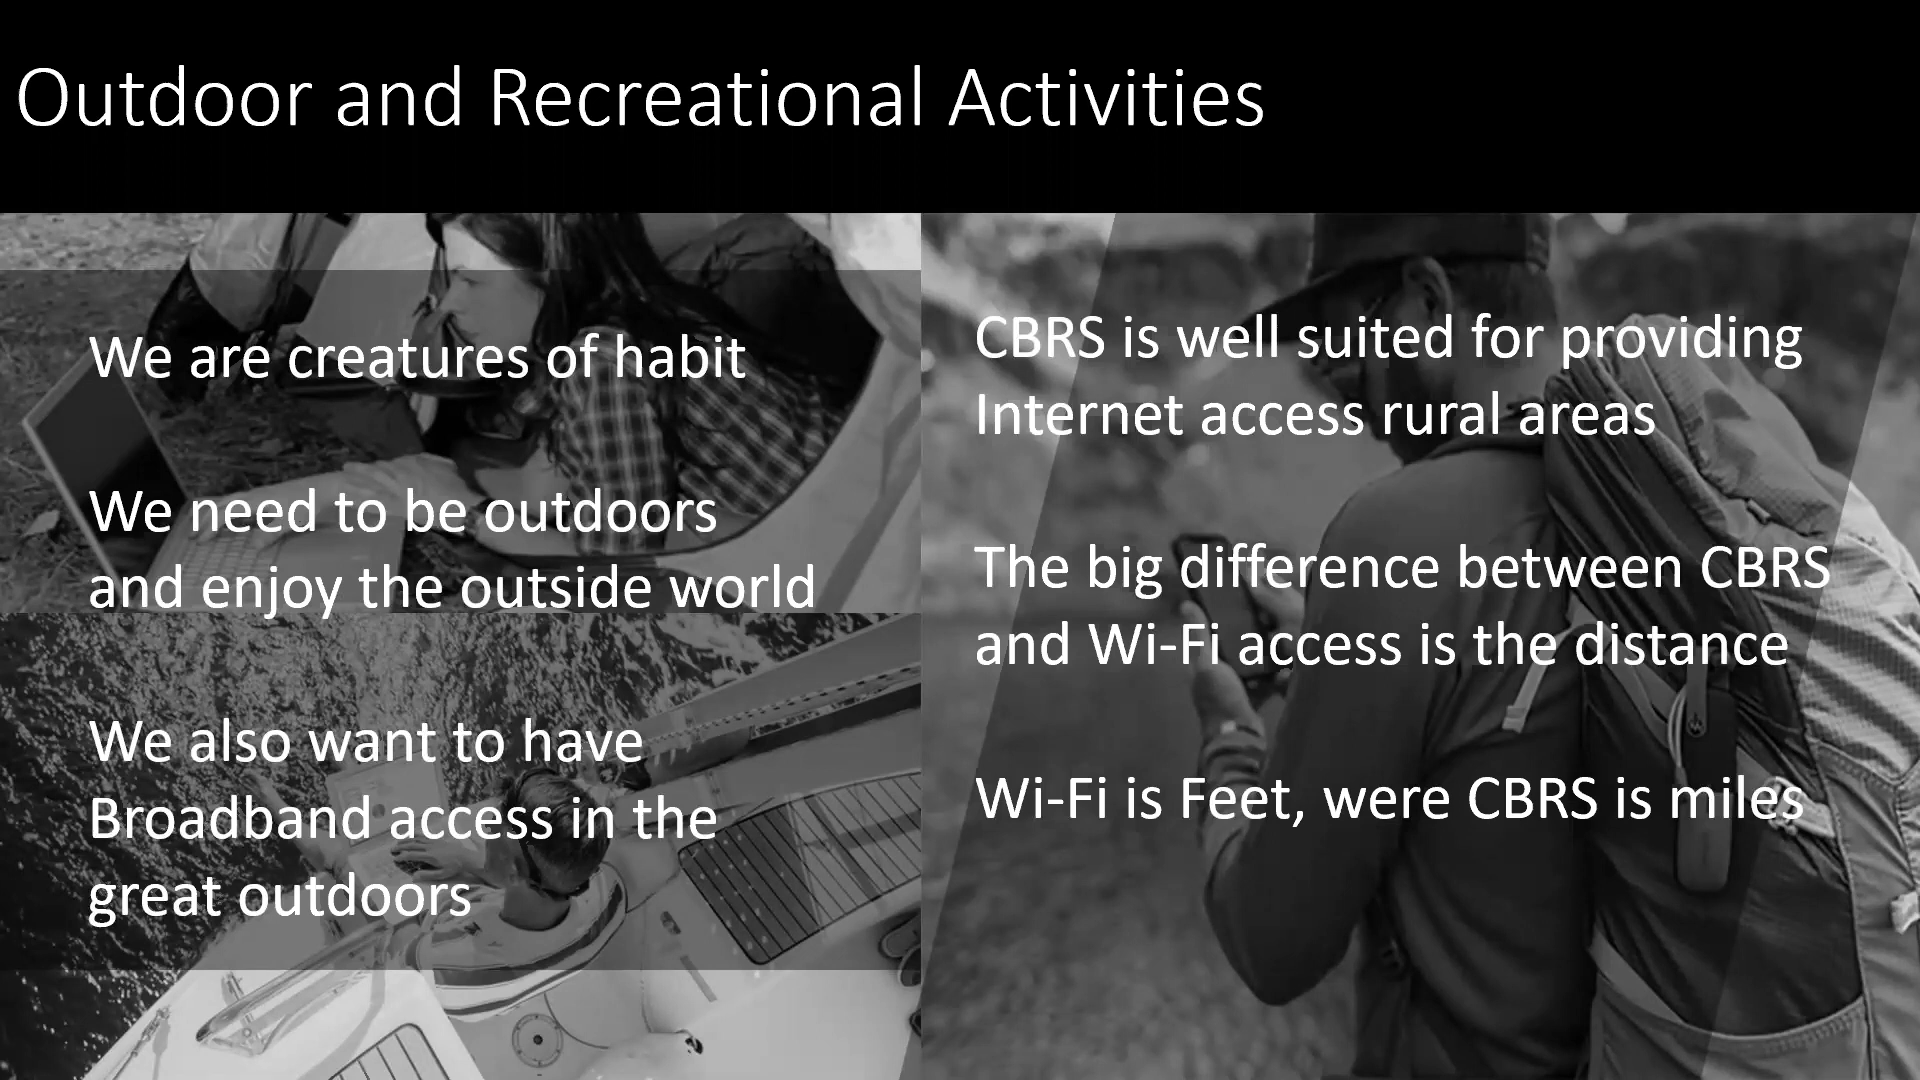 Outdoor and Recreational Activities
We are creatures of habit
We need to be outdoors
and enjoy the outside world
We also want to have
Broadband access in the
great outdoors
CBRS is well suited for providing
Internet access rural areas
The big difference between CBRS
and Wi-Fi access is the distance
Wi-Fi is Feet, were CBRS is miles